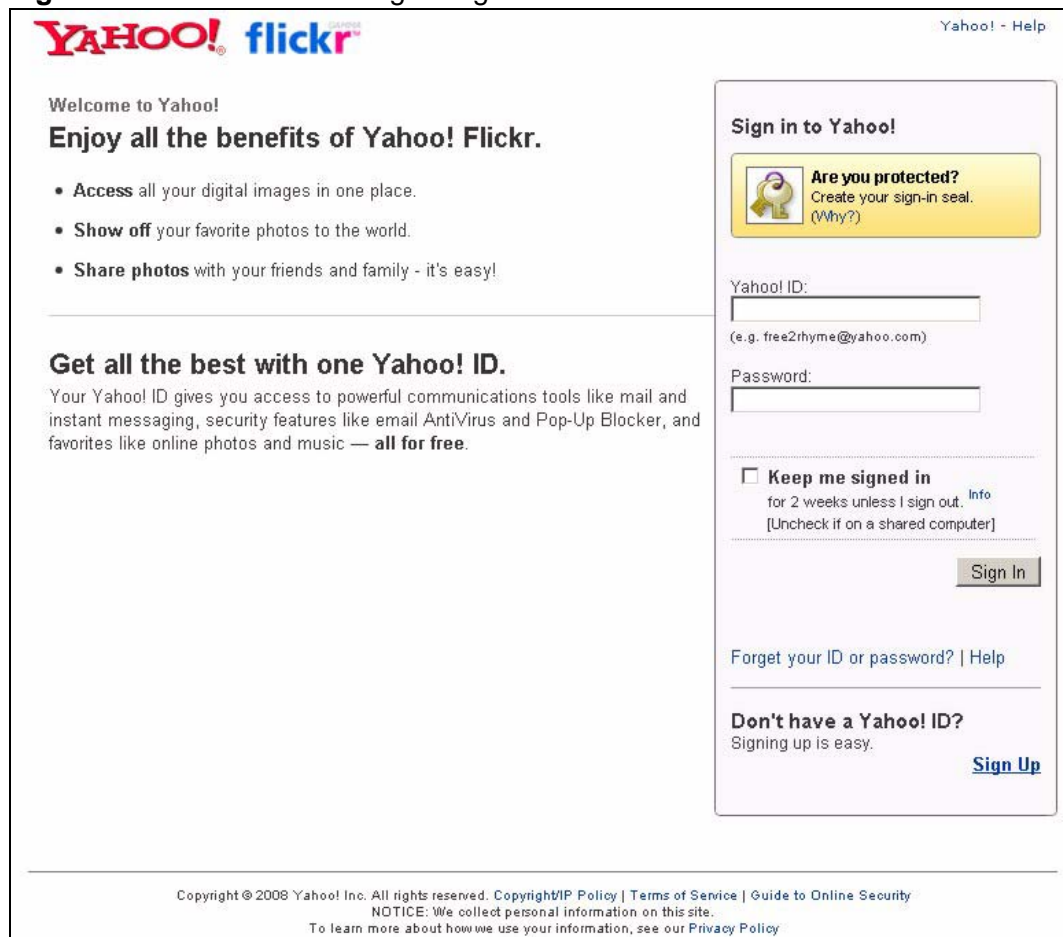 YAHOO! flickr GAMMA
Yahoo! - Help
Welcome to Yahoo!
Enjoy all the benefits of Yahoo! Flickr.
• Access all your digital images in one place.
• Show off your favorite photos to the world.
• Share photos with your friends and family - it's easy!
Get all the best with one Yahoo! ID.
Your Yahoo! ID gives you access to powerful communications tools like mail and
instant messaging, security features like email AntiVirus and Pop-Up Blocker, and
favorites like online photos and music — all for free.
Sign in to Yahoo!
Are you protected?
Create your sign-in seal.
(Why?)
Yahoo! ID:
(e.g. free2rhyme@yahoo.com)
Password:
Keep me signed in
for 2 weeks unless I sign out. Info
[Uncheck if on a shared computer]
Sign In
Forget your ID or password? | Help
Don't have a Yahoo! ID?
Signing up is easy.
Sign Up
Copyright © 2008 Yahoo! Inc. All rights reserved. Copyright/IP Policy | Terms of Service | Guide to Online Security
NOTICE: We collect personal information on this site.
To learn more about how we use your information, see our Privacy Policy